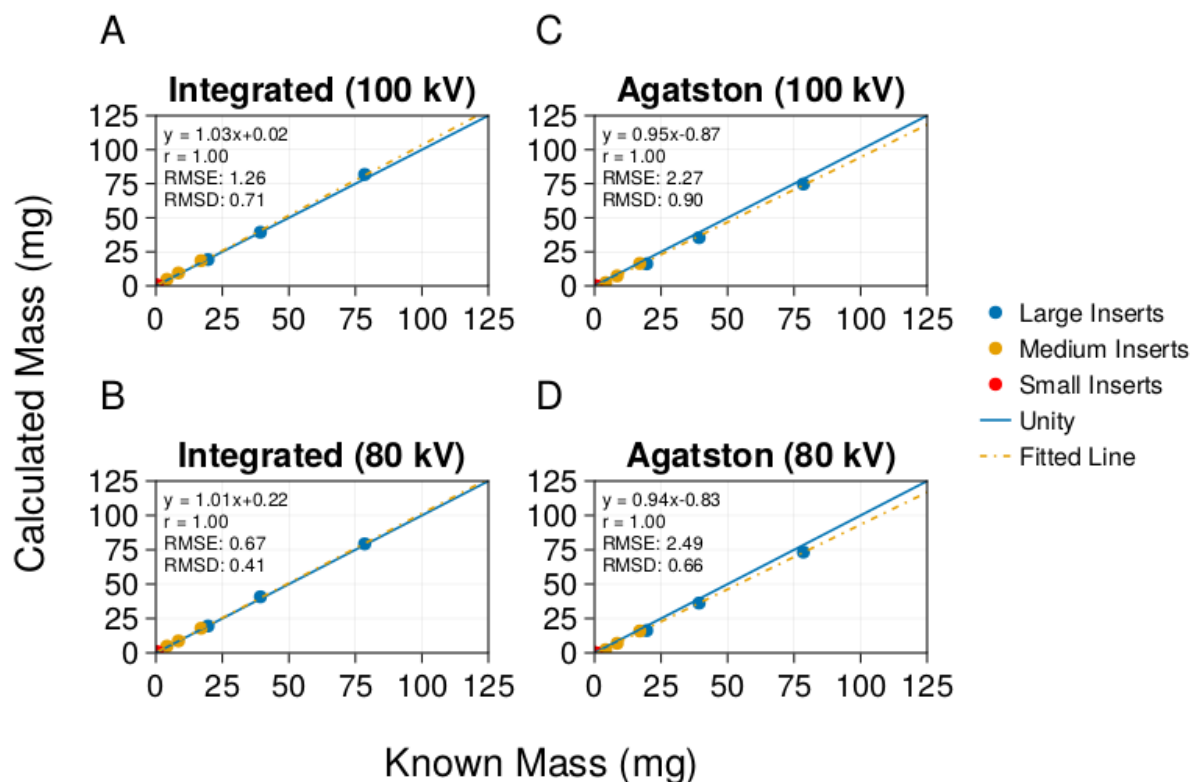 A
Integrated (100 kV)
125
100
75
50
25
0
y = 1.03x+0.02
r = 1.00
RMSE: 1.26
RMSD: 0.71
0 25 50 75 100 125
C
Agatston (100 kV)
125
100
75
50
25
0
y = 0.95x-0.87
r = 1.00
RMSE: 2.27
RMSD: 0.90
0 25 50 75 100 125
B
Integrated (80 kV)
125
100
75
50
25
0
y = 1.01x+0.22
r = 1.00
RMSE: 0.67
RMSD: 0.41
0 25 50 75 100 125
D
Agatston (80 kV)
125
100
75
50
25
0
y = 0.94x-0.83
r = 1.00
RMSE: 2.49
RMSD: 0.66
0 25 50 75 100 125
Calculated Mass (mg)
Known Mass (mg)
Large Inserts
Medium Inserts
Small Inserts
Unity
Fitted Line